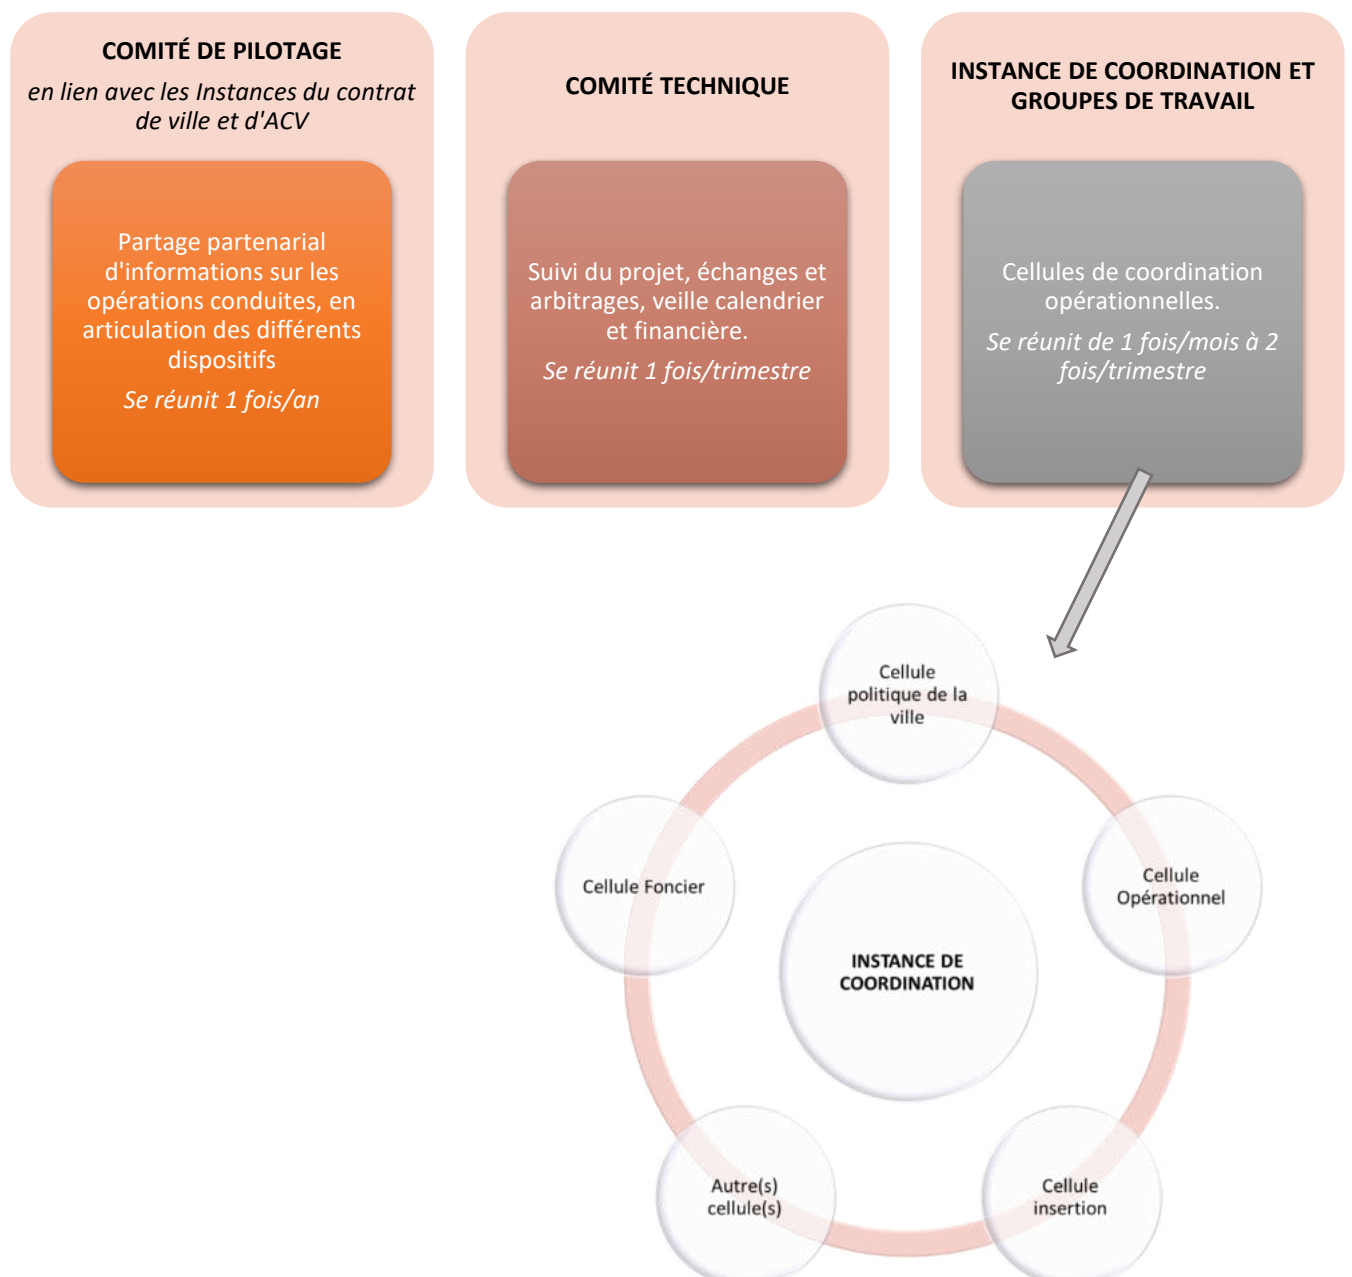 COMITÉ DE PILOTAGE
en lien avec les Instances du contrat
de ville et d'ACV
Partage partenarial
d'informations sur les
opérations conduites, en
articulation des différents
dispositifs
Se réunit 1 fois/an
COMITÉ TECHNIQUE
Suivi du projet, échanges et
arbitrages, veille calendrier
et financière.
Se réunit 1 fois/trimestre
INSTANCE DE COORDINATION ET
GROUPES DE TRAVAIL
Cellules de coordination
opérationnelles.
Se réunit de 1 fois/mois à 2
fois/trimestre
Cellule
politique de la
ville
Cellule Foncier
Cellule
Opérationnel
INSTANCE DE
COORDINATION
Autre(s)
cellule(s)
Cellule
insertion